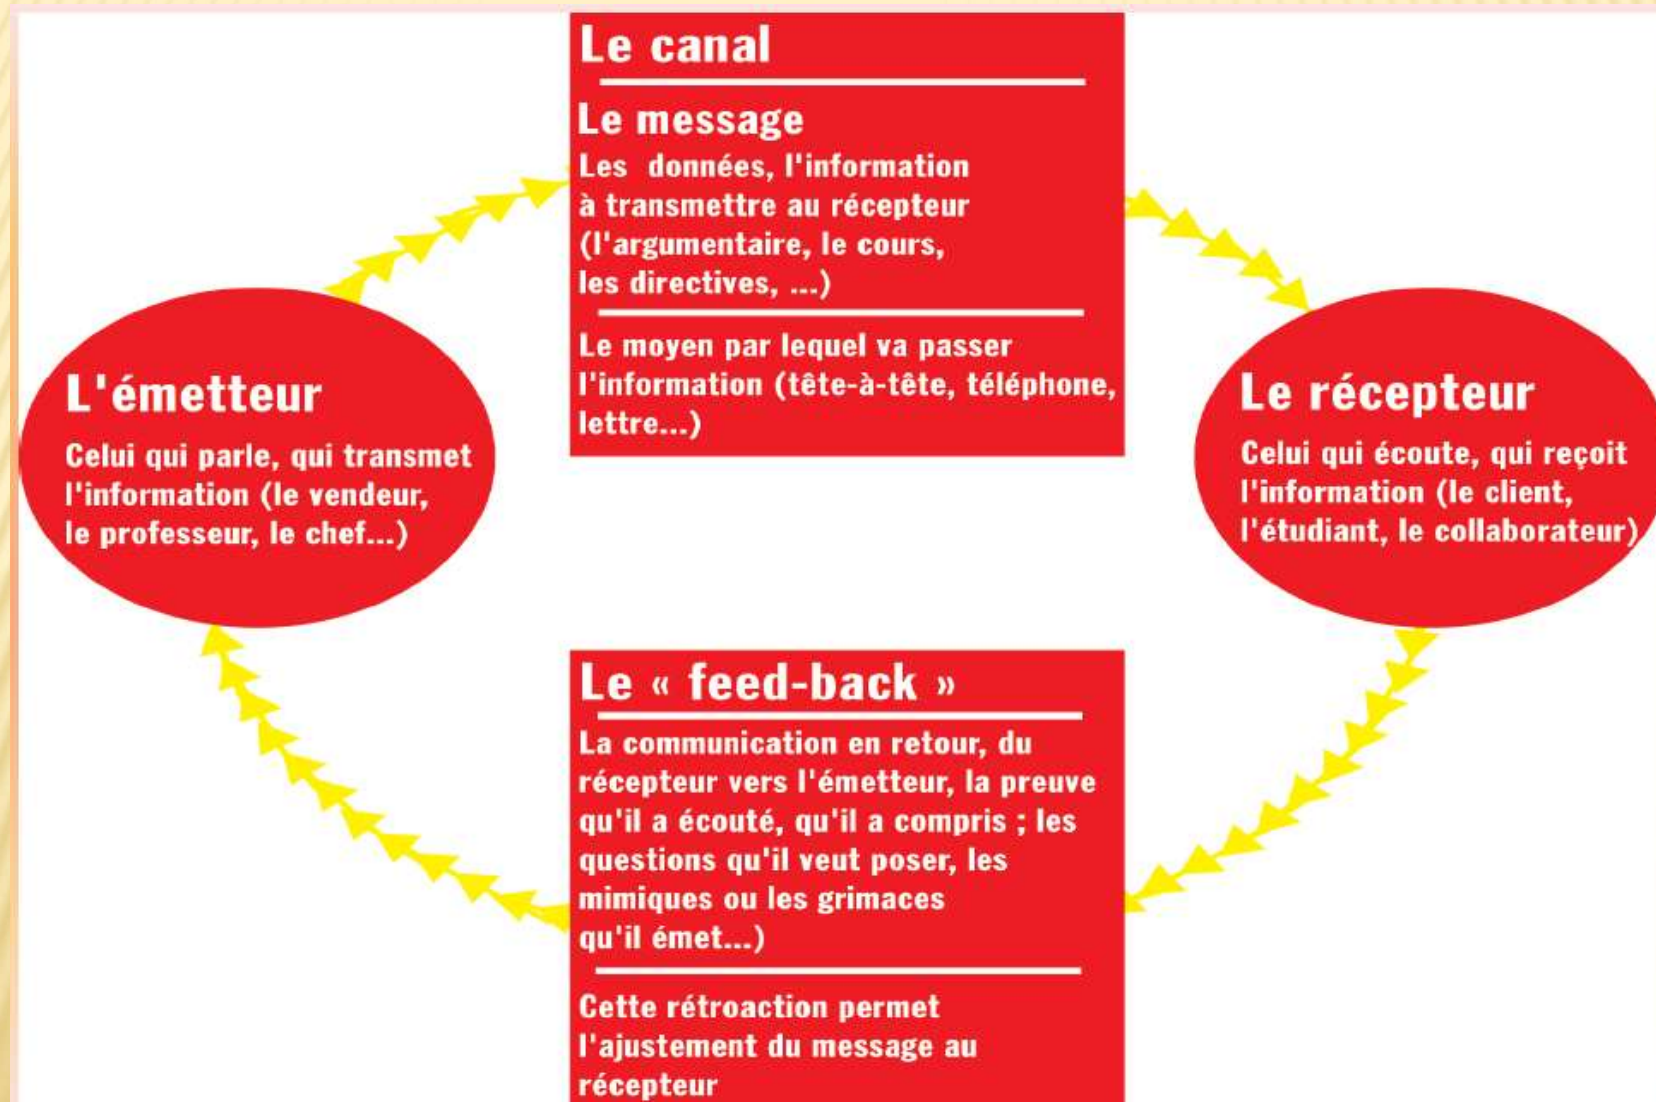 Le canal
Le message
Les données, l'information
à transmettre au récepteur
(l'argumentaire, le cours,
les directives, ...)
Le moyen par lequel va passer
l'information (tête-à-tête, téléphone,
lettre...)
L'émetteur
Celui qui parle, qui transmet
l'information (le vendeur,
le professeur, le chef...)
Le récepteur
Celui qui écoute, qui reçoit
l'information (le client,
l'étudiant, le collaborateur)
Le « feed-back »
La communication en retour, du
récepteur vers l'émetteur, la preuve
qu'il a écouté, qu'il a compris ; les
questions qu'il veut poser, les
mimiques ou les grimaces
qu'il émet...)
Cette rétroaction permet
l'ajustement du message au
récepteur